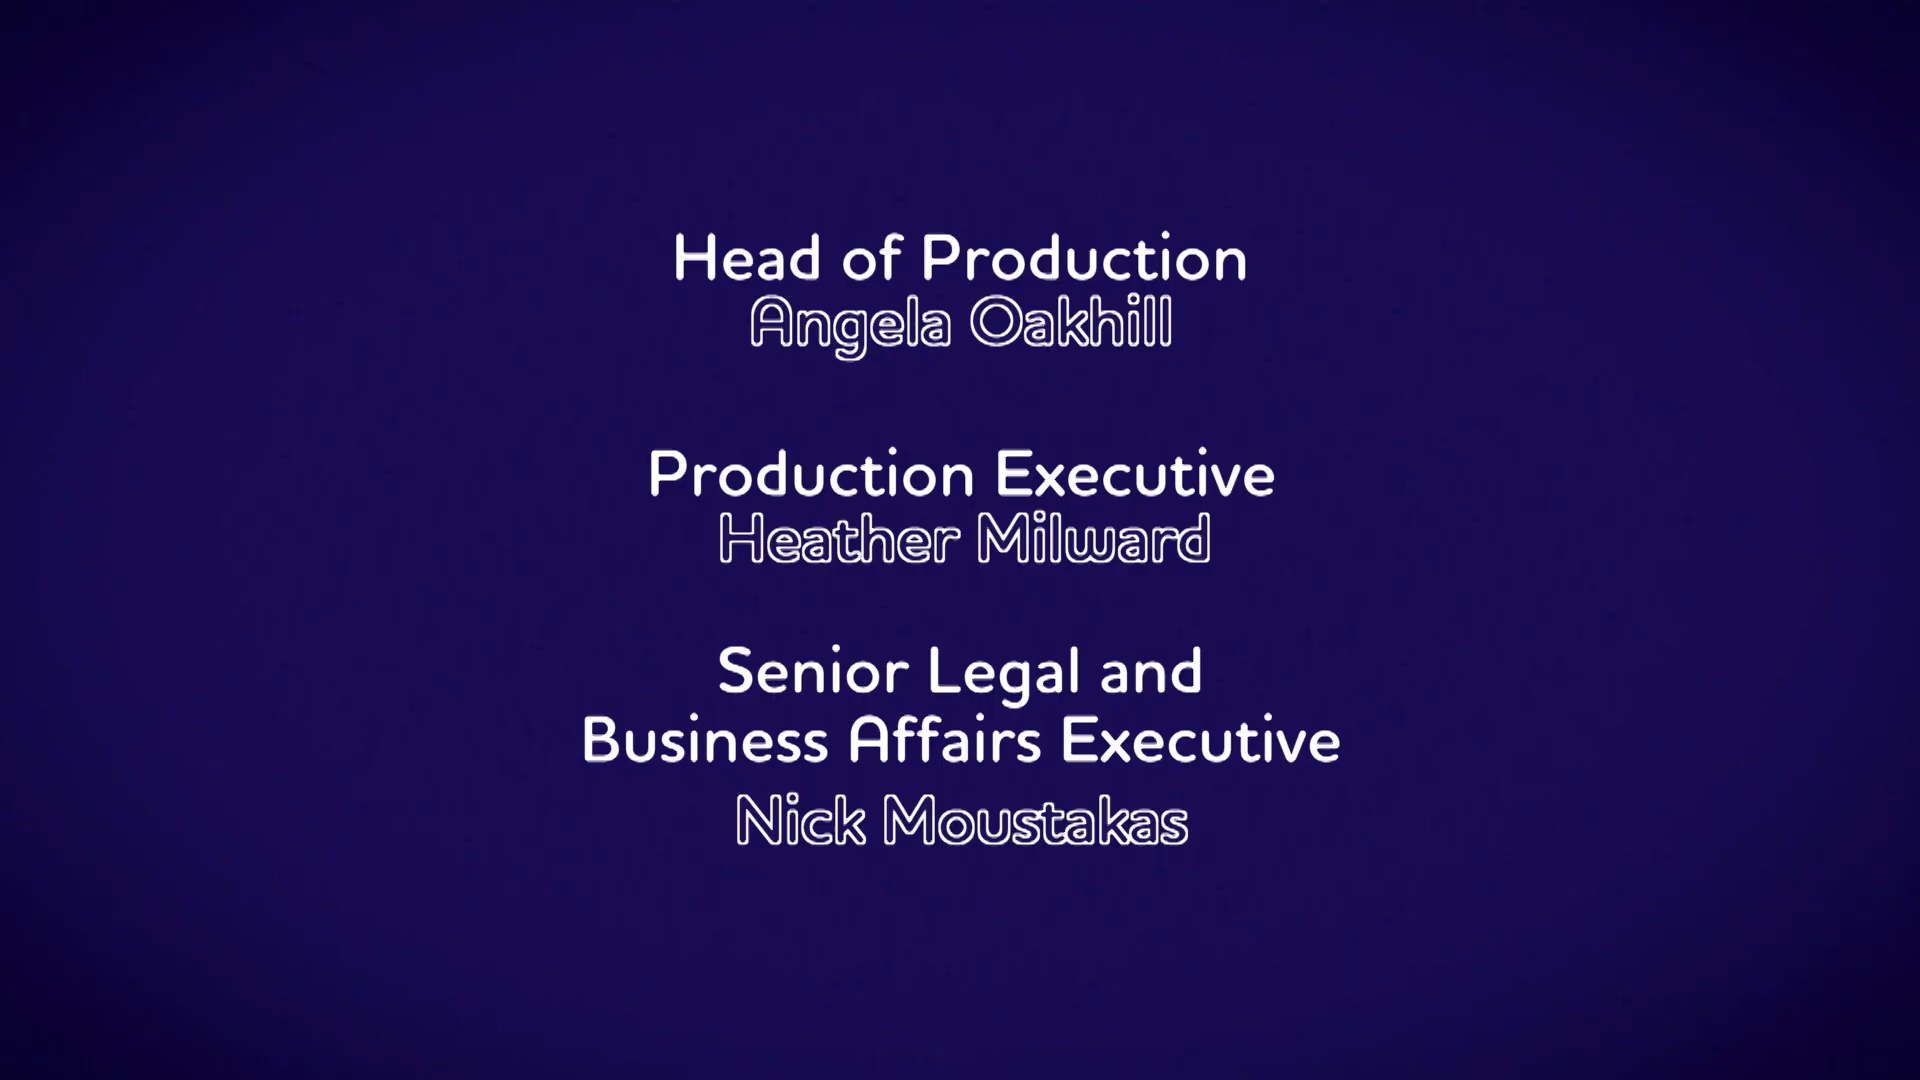 Head of Production
Angela Oakhill
Production Executive
Heather Milward
Senior Legal and
Business Affairs Executive
Nick Moustakas